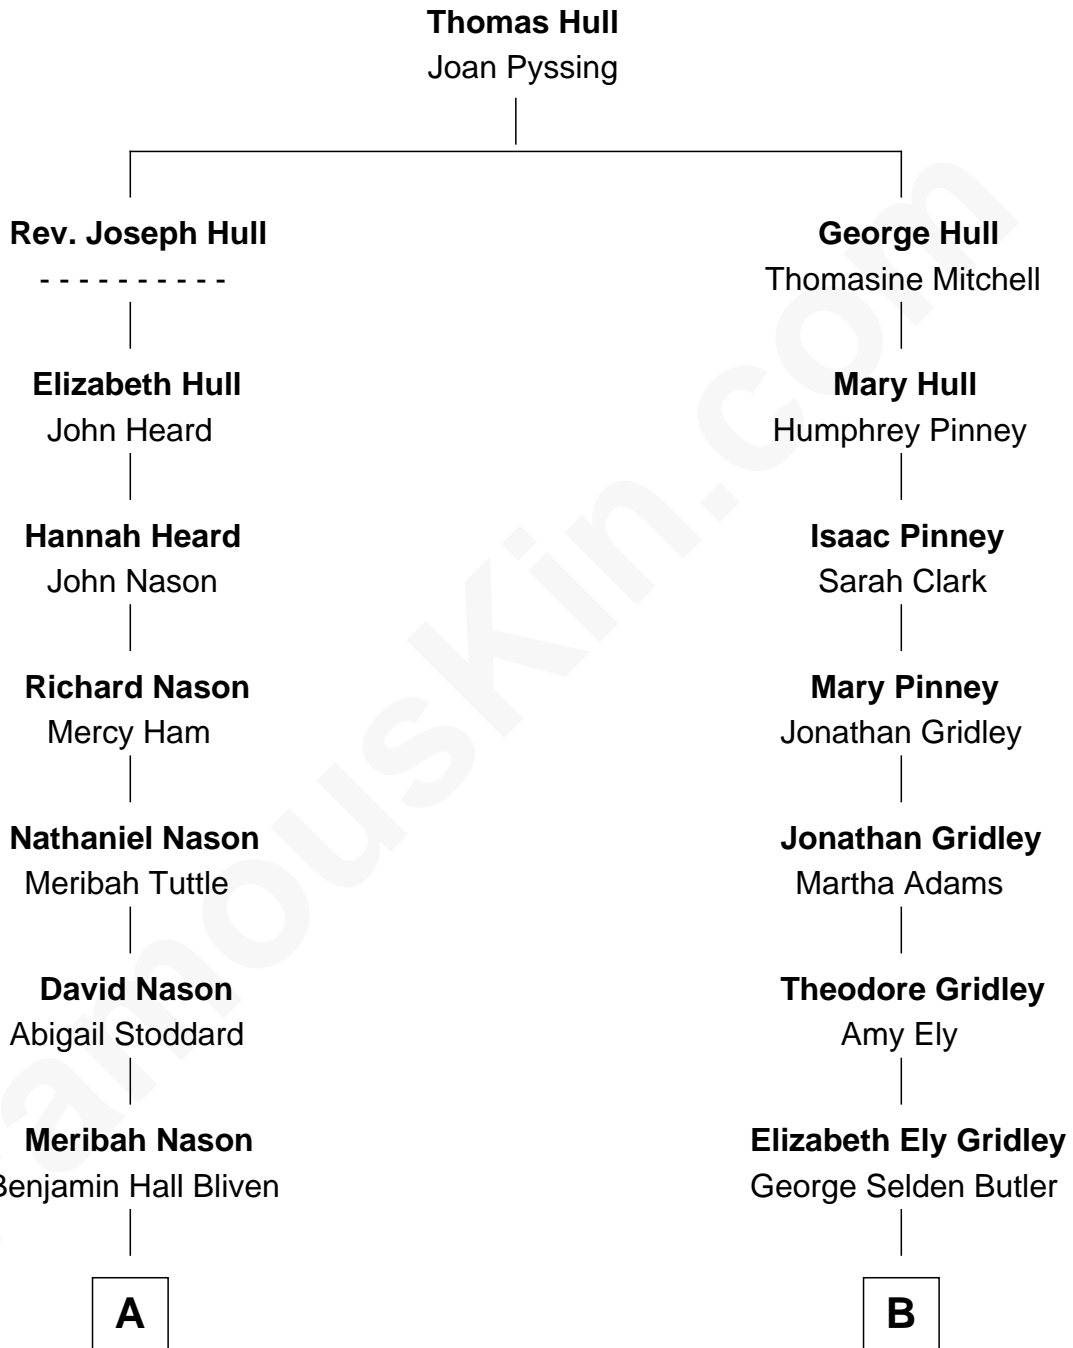 Thomas Hull
Joan Pyssing
Rev. Joseph Hull
- - - - - - - - - -
George Hull
Thomasine Mitchell
Elizabeth Hull
John Heard
Mary Hull
Humphrey Pinney
Hannah Heard
John Nason
Isaac Pinney
Sarah Clark
Richard Nason
Mercy Ham
Mary Pinney
Jonathan Gridley
Nathaniel Nason
Meribah Tuttle
Jonathan Gridley
Martha Adams
David Nason
Abigail Stoddard
Theodore Gridley
Amy Ely
Meribah Nason
Benjamin Hall Bliven
Elizabeth Ely Gridley
George Selden Butler
A
B
amouskin.com